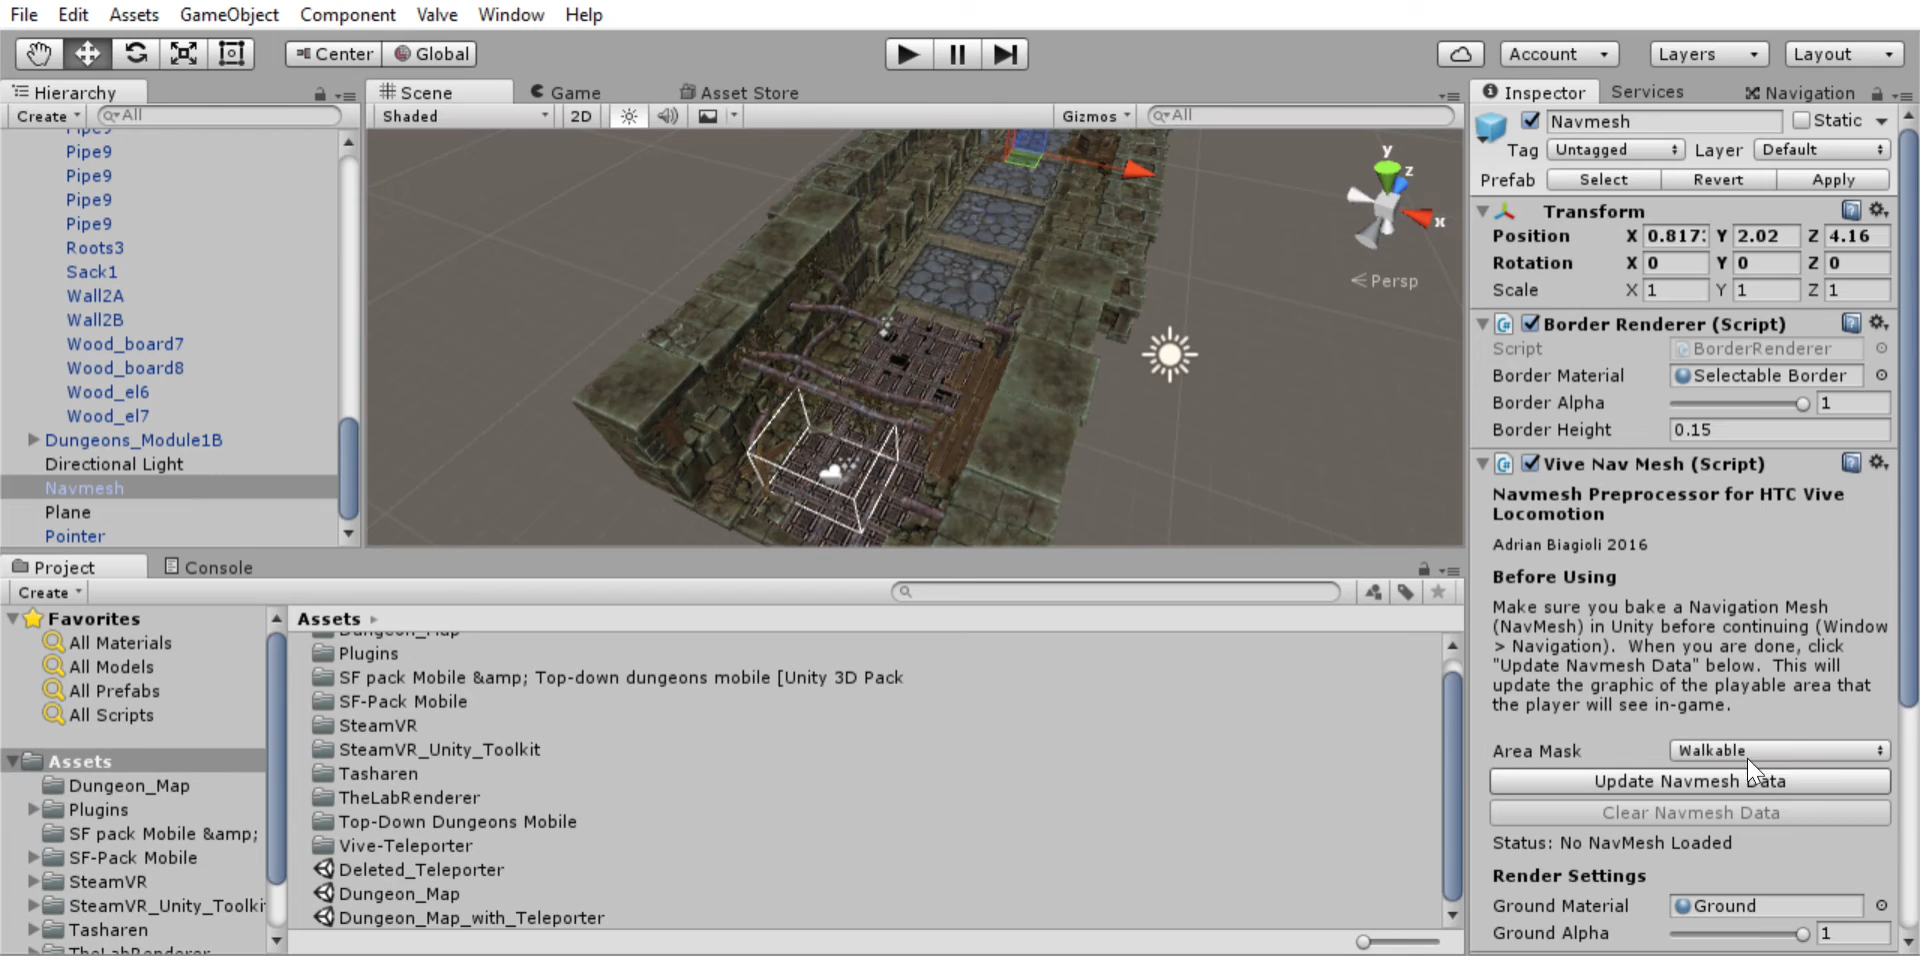 File Edit Assets GameObject Component Valve Window Help
Center Global Account Layers Layout
Hierarchy
Create All
Pipe9
Pipe9
Pipe9
Pipe9
Pipe9
Roots3
Sack1
Wall2A
Wall2B
Wood_board7
Wood_board8
Wood_el6
Wood_el7
Dungeons_Module1B
Directional Light
Navmesh
Plane
Pointer
Scene Game Asset Store
Shaded 2D Gizmos All
y
z
x
Persp
Project Console
Create
Favorites
All Materials
All Models
All Prefabs
All Scripts
Assets
Dungeon_Map
Plugins
SF pack Mobile &amp;
SF-Pack Mobile
SteamVR
SteamVR_Unity_Toolki
Tasharen
TheLabRenderer
Assets
Dungeon_Map
Plugins
SF pack Mobile &amp; Top-down dungeons mobile [Unity 3D Pack
SF-Pack Mobile
SteamVR
SteamVR_Unity_Toolkit
Tasharen
TheLabRenderer
Top-Down Dungeons Mobile
Vive-Teleporter
Deleted_Teleporter
Dungeon_Map
Dungeon_Map_with_Teleporter
Inspector Services Navigation
Navmesh Static
Tag Untagged Layer Default
Prefab Select Revert Apply
Transform
Position X 0.817 Y 2.02 Z 4.16
Rotation X 0 Y 0 Z 0
Scale X 1 Y 1 Z 1
Border Renderer (Script)
Script BorderRenderer
Border Material Selectable Border
Border Alpha 1
Border Height 0.15
Vive Nav Mesh (Script)
Navmesh Preprocessor for HTC Vive
Locomotion
Adrian Biagioli 2016
Before Using
Make sure you bake a Navigation Mesh
(NavMesh) in Unity before continuing (Window
> Navigation). When you are done, click
"Update Navmesh Data" below. This will
update the graphic of the playable area that
the player will see in-game.
Area Mask Walkable
Update Navmesh Data
Clear Navmesh Data
Status: No NavMesh Loaded
Render Settings
Ground Material Ground
Ground Alpha 1